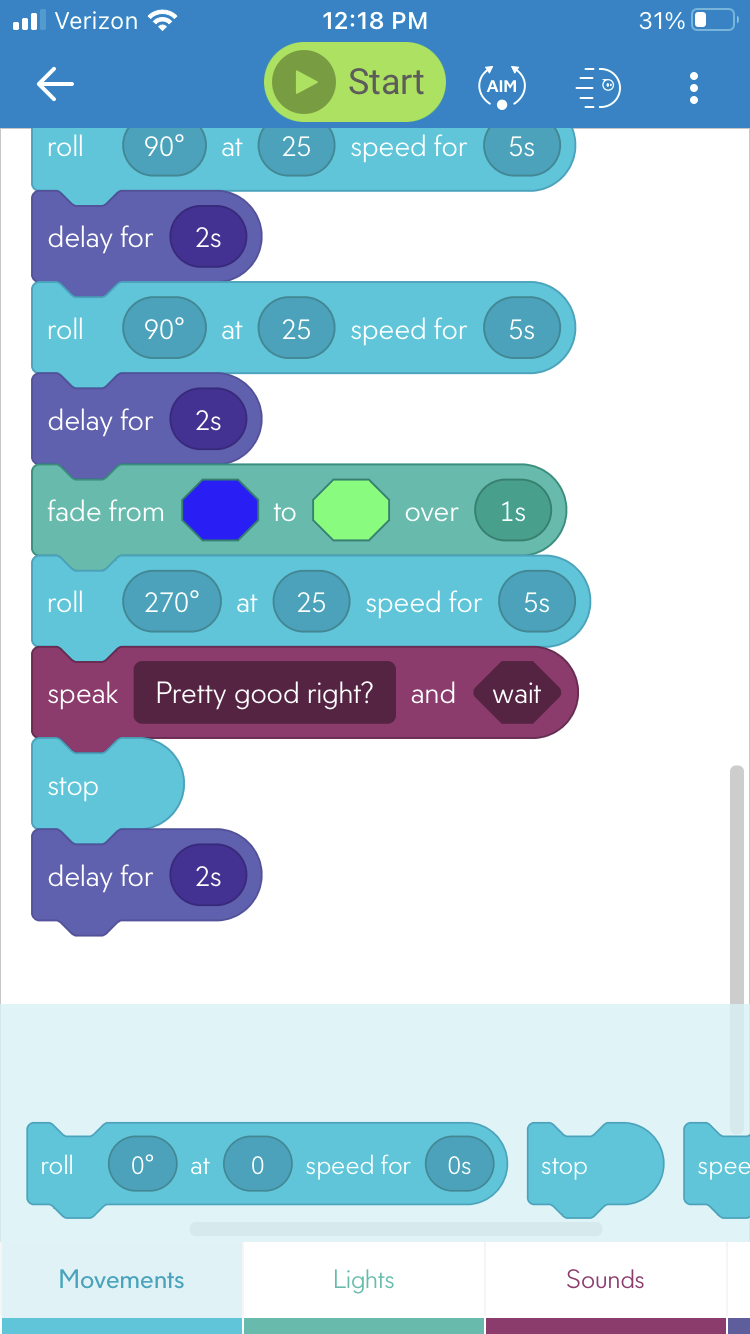 Verizon 12:18 PM 31%
Start AIM
roll 90° at 25 speed for 5s
delay for 2s
roll 90° at 25 speed for 5s
delay for 2s
fade from to over 1s
roll 270° at 25 speed for 5s
speak Pretty good right? and wait
stop
delay for 2s
roll 0° at 0 speed for 0s stop spee
Movements Lights Sounds